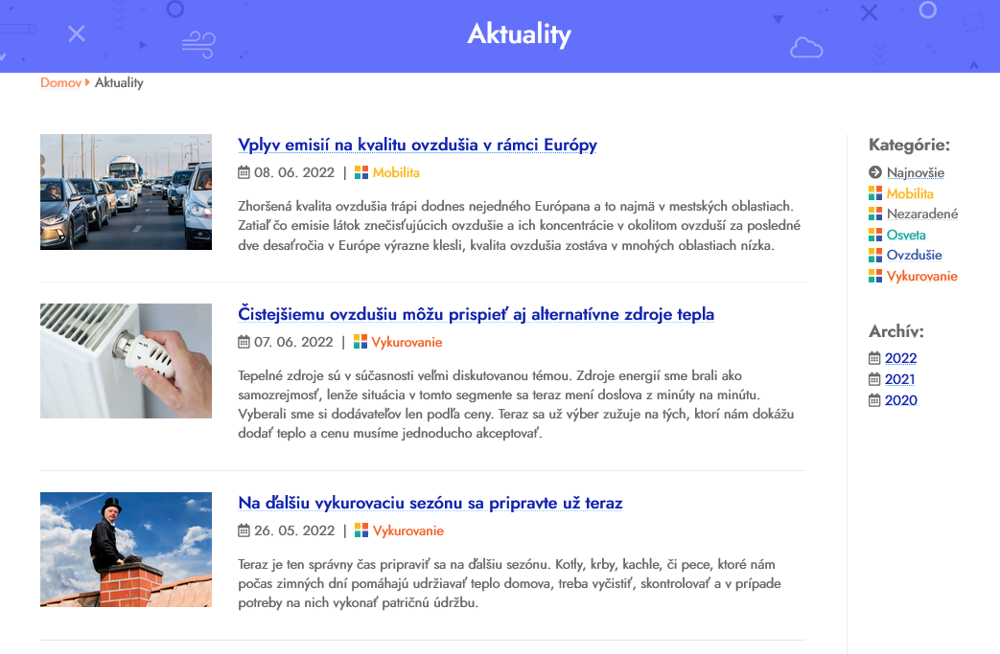 Aktuality
Domov Aktuality
Vplyv emisií na kvalitu ovzdušia v rámci Európy
08. 06. 2022 | Mobilita
Zhoršená kvalita ovzdušia trápi dodnes nejedného Európana a to najmä v mestských oblastiach.
Zatiaľ čo emisie látok znečisťujúcich ovzdušie a ich koncentrácie v okolitom ovzduší za posledné
dve desaťročia v Európe výrazne klesli, kvalita ovzdušia zostáva v mnohých oblastiach nízka.
Čistejšiemu ovzdušiu môžu prispieť aj alternatívne zdroje tepla
07. 06. 2022 | Vykurovanie
Tepelné zdroje sú v súčasnosti veľmi diskutovanou témou. Zdroje energií sme brali ako
samozrejmosť, lenže situácia v tomto segmente sa teraz mení doslova z minúty na minútu.
Vyberali sme si dodávateľov len podľa ceny. Teraz sa už výber zužuje na tých, ktorí nám dokážu
dodať teplo a cenu musíme jednoducho akceptovať.
Na ďalšiu vykurovaciu sezónu sa pripravte už teraz
26. 05. 2022 | Vykurovanie
Teraz je ten správny čas pripraviť sa na ďalšiu sezónu. Kotly, krby, kachle, či pece, ktoré nám
počas zimných dní pomáhajú udržiavať teplo domova, treba vyčistiť, skontrolovať a v prípade
potreby na nich vykonať patričnú údržbu.
Kategórie:
Najnovšie
Mobilita
Nezaradené
Osveta
Ovzdušie
Vykurovanie
Archív:
2022
2021
2020